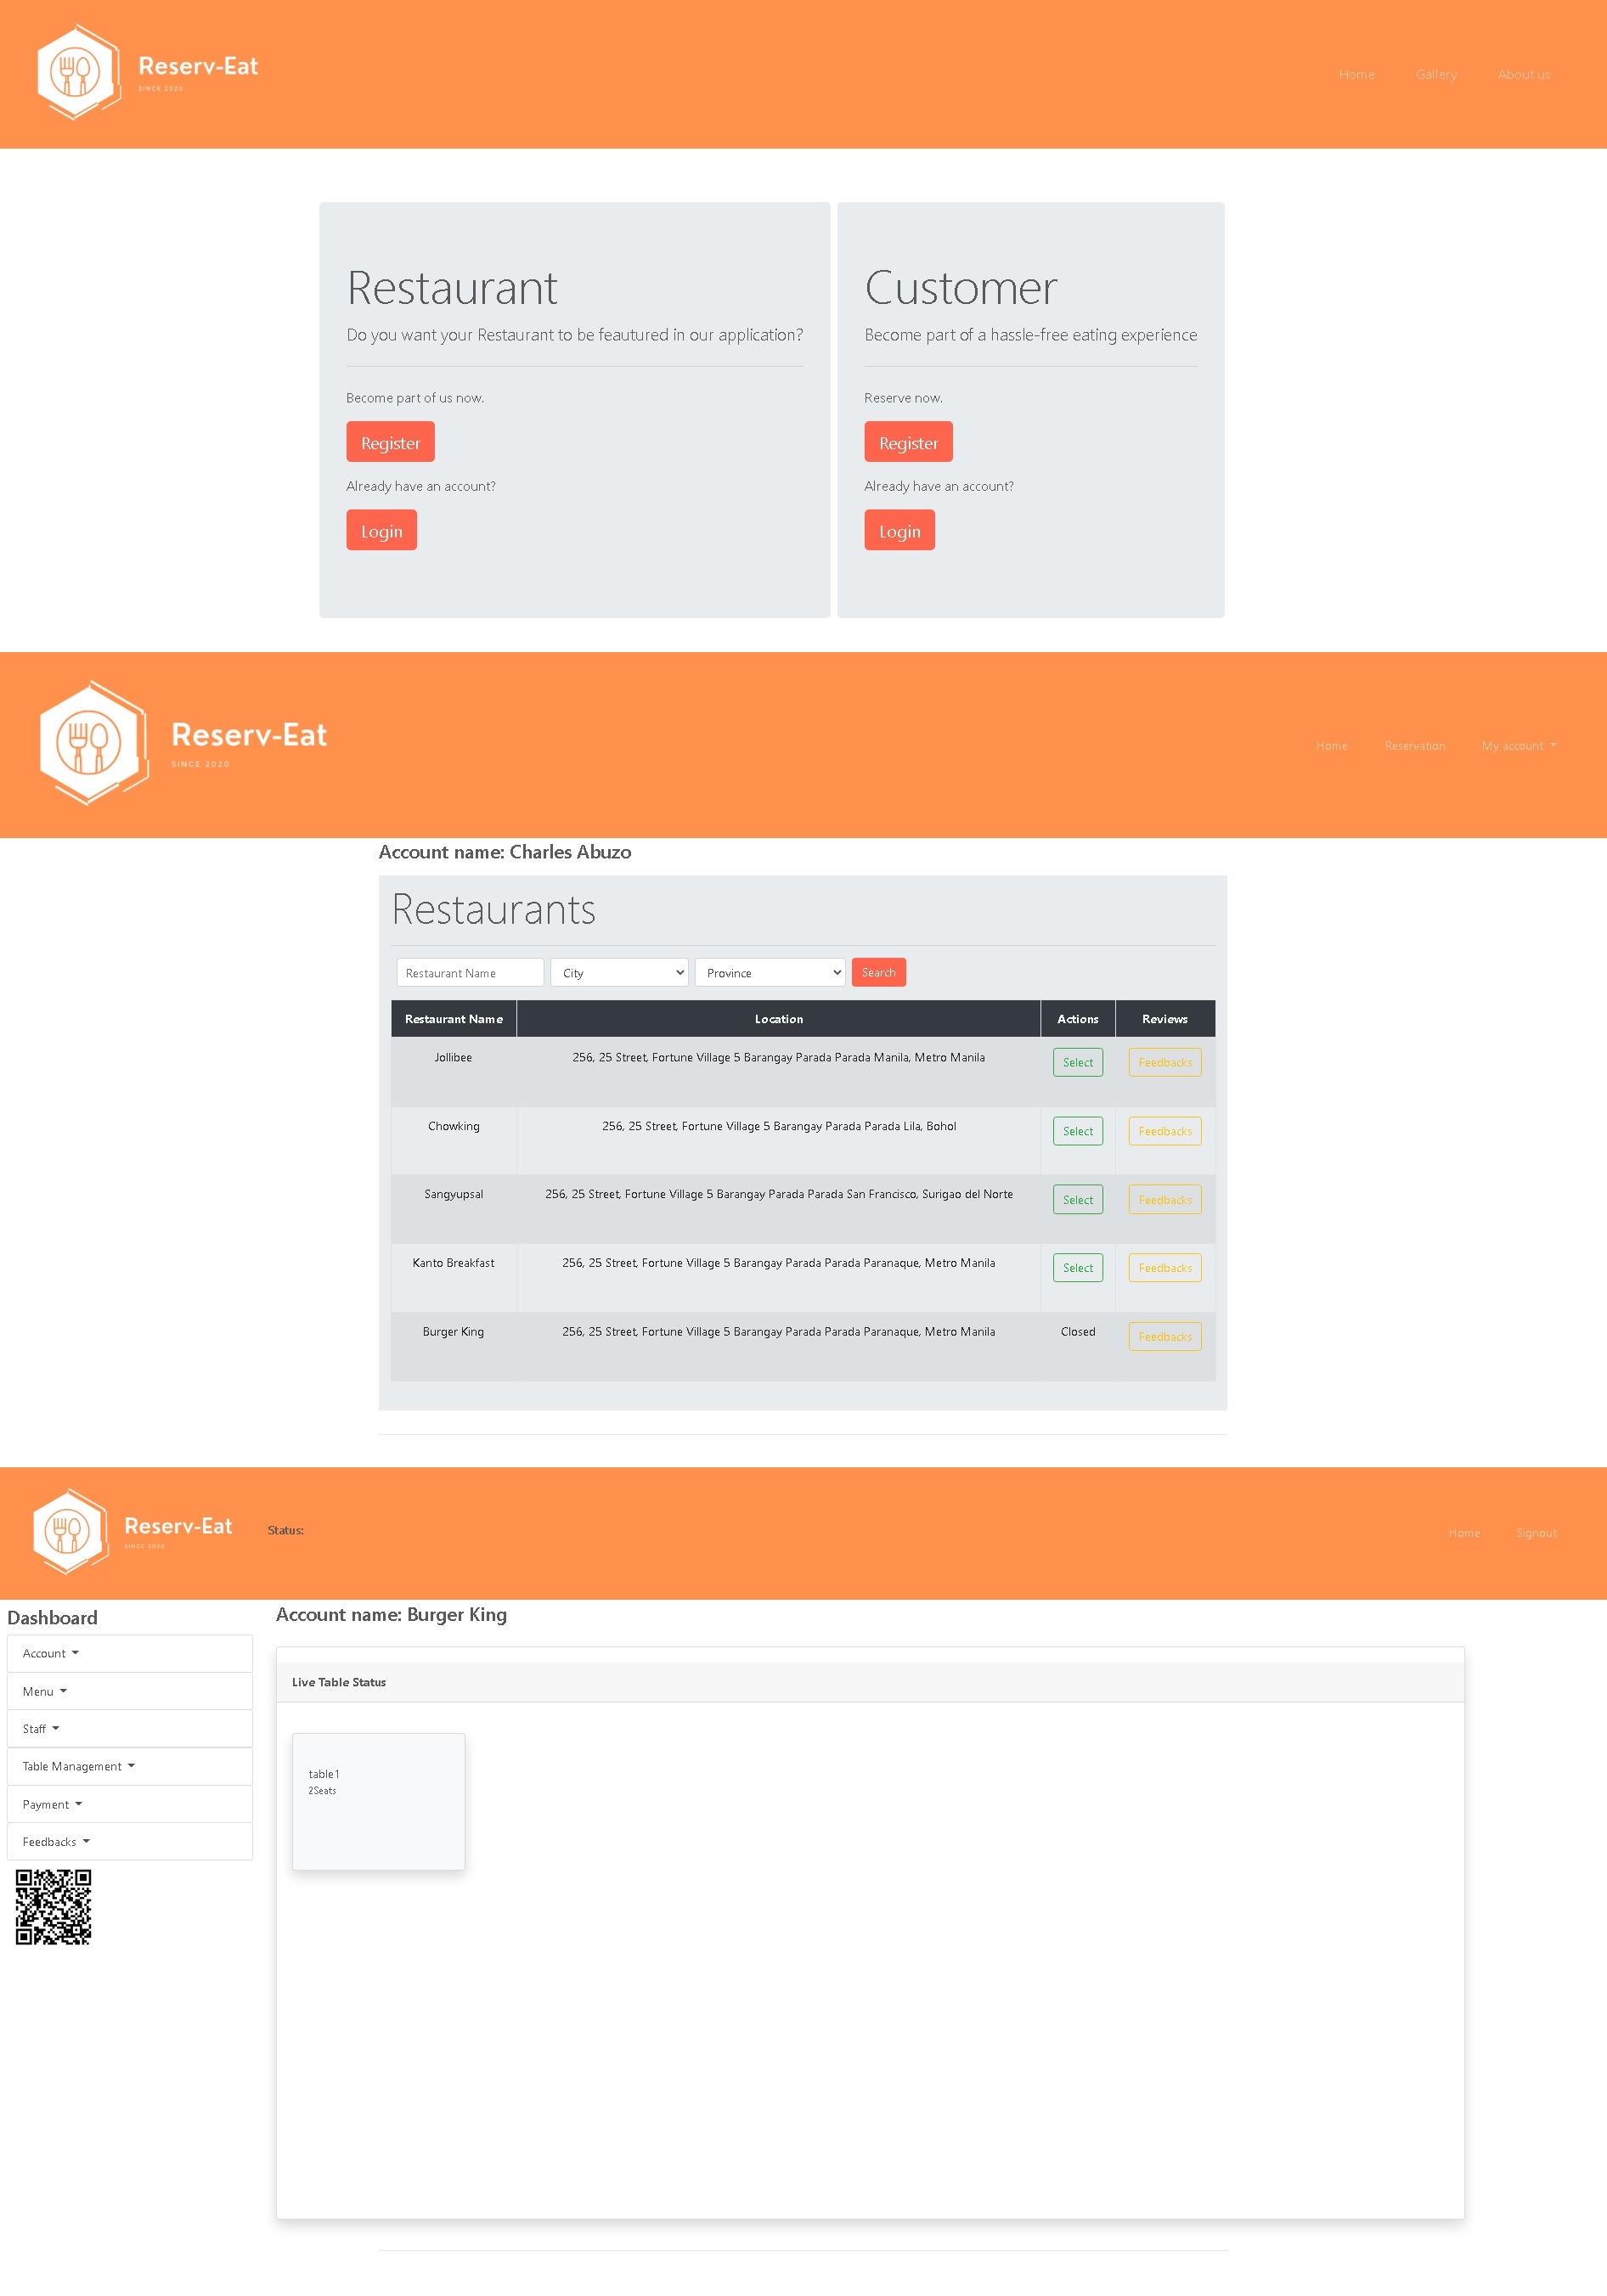 Reserv-Eat
SINCE 2020
Home Gallery About us
Restaurant
Do you want your Restaurant to be feautured in our application?
Become part of us now.
Register
Already have an account?
Login
Customer
Become part of a hassle-free eating experience
Reserve now.
Register
Already have an account?
Login
Reserv-Eat
SINCE 2020
Home Reservation My account
Account name: Charles Abuzo
Restaurants
Restaurant Name City Province Search
Restaurant Name Location Actions Reviews
Jollibee 256, 25 Street, Fortune Village 5 Barangay Parada Parada Manila, Metro Manila Select Feedbacks
Chowking 256, 25 Street, Fortune Village 5 Barangay Parada Parada Lila, Bohol Select Feedbacks
Sangyupsal 256, 25 Street, Fortune Village 5 Barangay Parada Parada San Francisco, Surigao del Norte Select Feedbacks
Kanto Breakfast 256, 25 Street, Fortune Village 5 Barangay Parada Parada Paranaque, Metro Manila Select Feedbacks
Burger King 256, 25 Street, Fortune Village 5 Barangay Parada Parada Paranaque, Metro Manila Closed Feedbacks
Reserv-Eat
SINCE 2020
Status:
Home Signout
Dashboard
Account
Menu
Staff
Table Management
Payment
Feedbacks
Account name: Burger King
Live Table Status
table1
2Seats